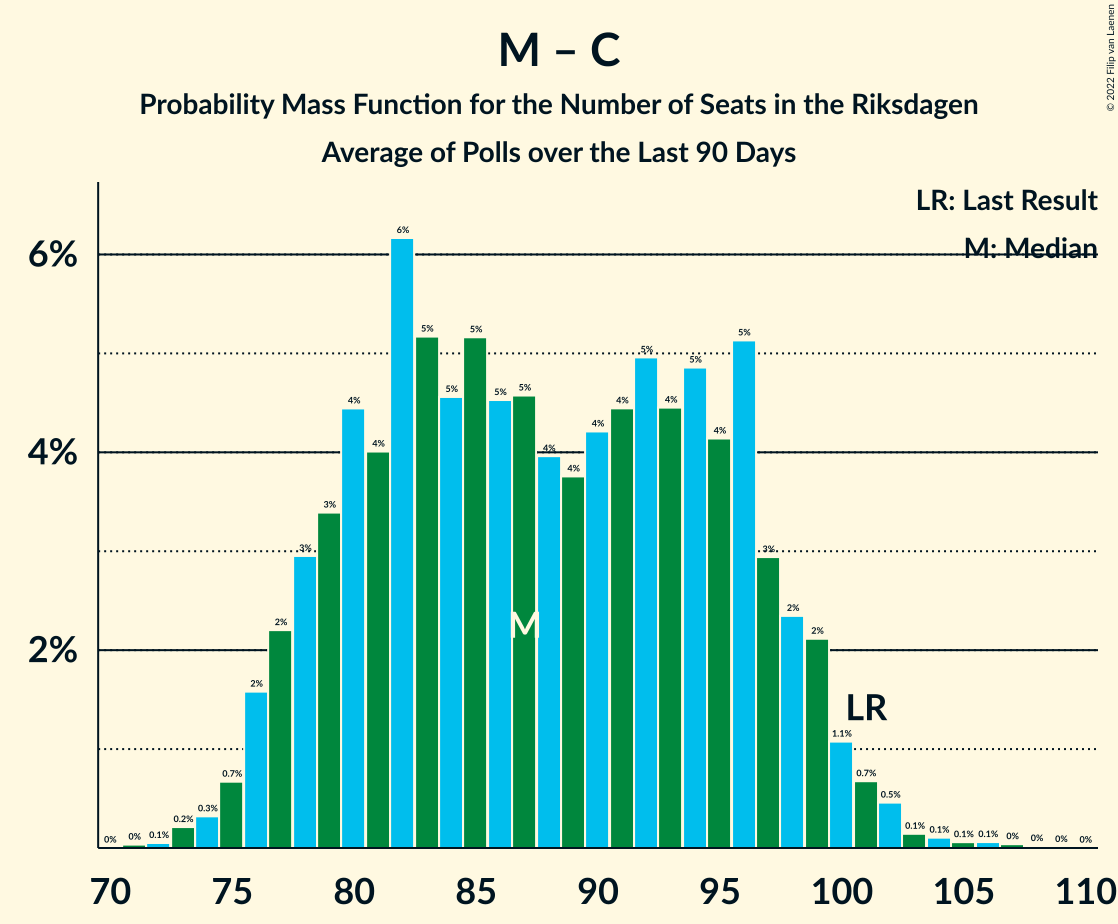 © 2022 Filip van Laenen
M – C
Probability Mass Function for the Number of Seats in the Riksdagen
Average of Polls over the Last 90 Days
LR: Last Result
M: Median
6%
4%
2%
0% 0% 0.1% 0.2% 0.3% 0.7% 2% 2% 3% 3% 4% 4% 6% 5% 5% 5% 5% 5% 4% 4% 4% 4% 5% 4% 5% 4% 5% 3% 2% 2% 1.1% 0.7% 0.5% 0.1% 0.1% 0.1% 0.1% 0% 0% 0% 0%
M
LR
70 75 80 85 90 95 100 105 110